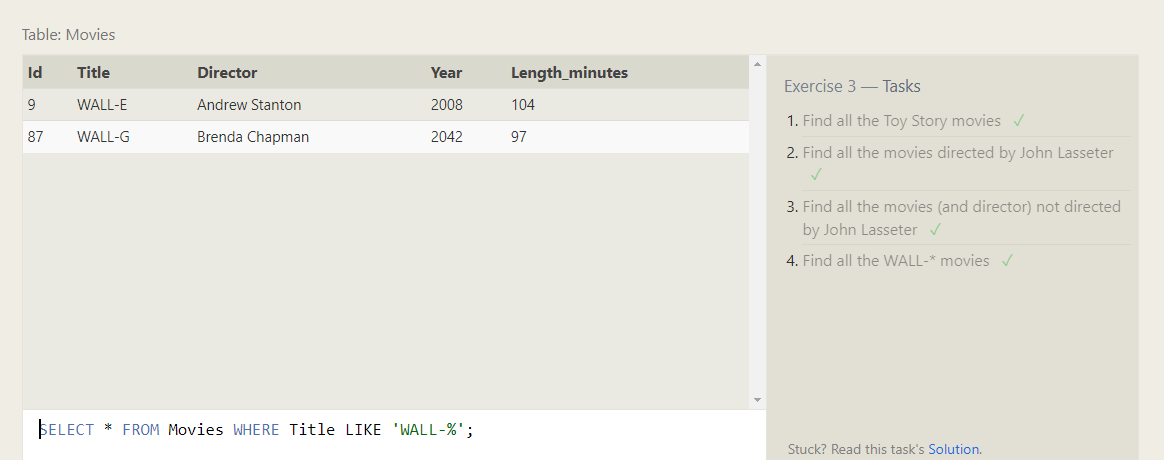 Table: Movies
Id Title Director Year Length_minutes
9 WALL-E Andrew Stanton 2008 104
87 WALL-G Brenda Chapman 2042 97
SELECT * FROM Movies WHERE Title LIKE 'WALL-%';
Exercise 3 — Tasks
1. Find all the Toy Story movies ✓
2. Find all the movies directed by John Lasseter
✓
3. Find all the movies (and director) not directed
by John Lasseter ✓
4. Find all the WALL-* movies ✓
Stuck? Read this task's Solution.